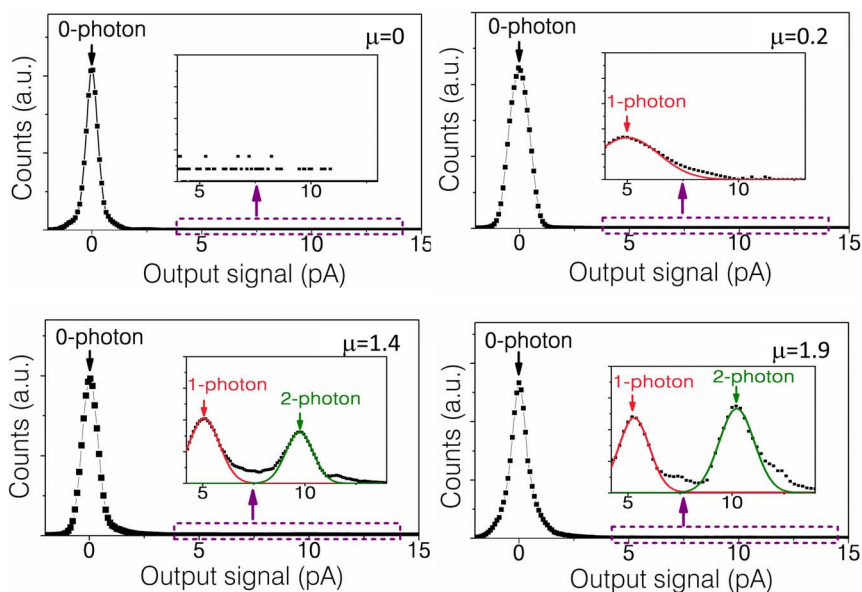 0-photon
μ=0
Counts (a.u.)
5 10
0 5 10 15
Output signal (pA)
0-photon
μ=0.2
1-photon
Counts (a.u.)
5 10
0 5 10 15
Output signal (pA)
0-photon
μ=1.4
1-photon
2-photon
Counts (a.u.)
5 10
0 5 10 15
Output signal (pA)
0-photon
μ=1.9
1-photon
2-photon
Counts (a.u.)
5 10
0 5 10 15
Output signal (pA)